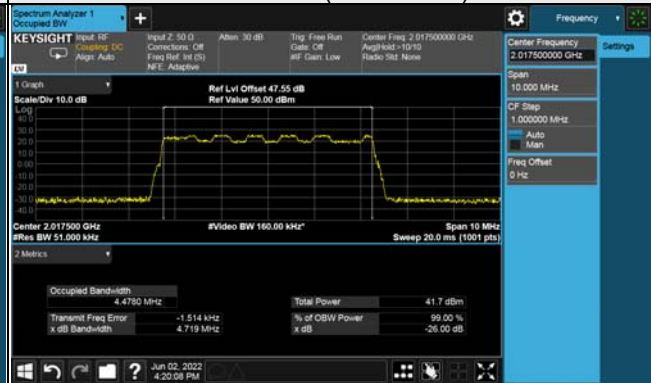 Spectrum Analyzer 1
Occupied BW
+
Frequency
KEYSIGHT
Input: RF
Coupling: DC
Align: Auto
Input Z: 50 Ω
Corrections: Off
Freq Ref: Int (S)
NFE: Adaptive
Atten: 30 dB
Trig: Free Run
Gate: Off
#IF Gain: Low
Center Freq: 2.017500000 GHz
Avg|Hold:>10/10
Radio Std: None
LXI
Center Frequency
2.017500000 GHz
Settings
Span
10.000 MHz
CF Step
1.000000 MHz
Auto
Man
Freq Offset
0 Hz
1 Graph
Scale/Div 10.0 dB
Ref Lvl Offset 47.55 dB
Ref Value 50.00 dBm
Log
40.0
30.0
20.0
10.0
0.00
-10.0
-20.0
-30.0
-40.0
Center 2.017500 GHz
#Res BW 51.000 kHz
#Video BW 160.00 kHz*
Span 10 MHz
Sweep 20.0 ms (1001 pts)
2 Metrics
Occupied Bandwidth
4.4780 MHz
Total Power
41.7 dBm
Transmit Freq Error
-1.514 kHz
% of OBW Power
99.00 %
x dB Bandwidth
4.719 MHz
x dB
-26.00 dB
?
Jun 02, 2022
4:20:08 PM